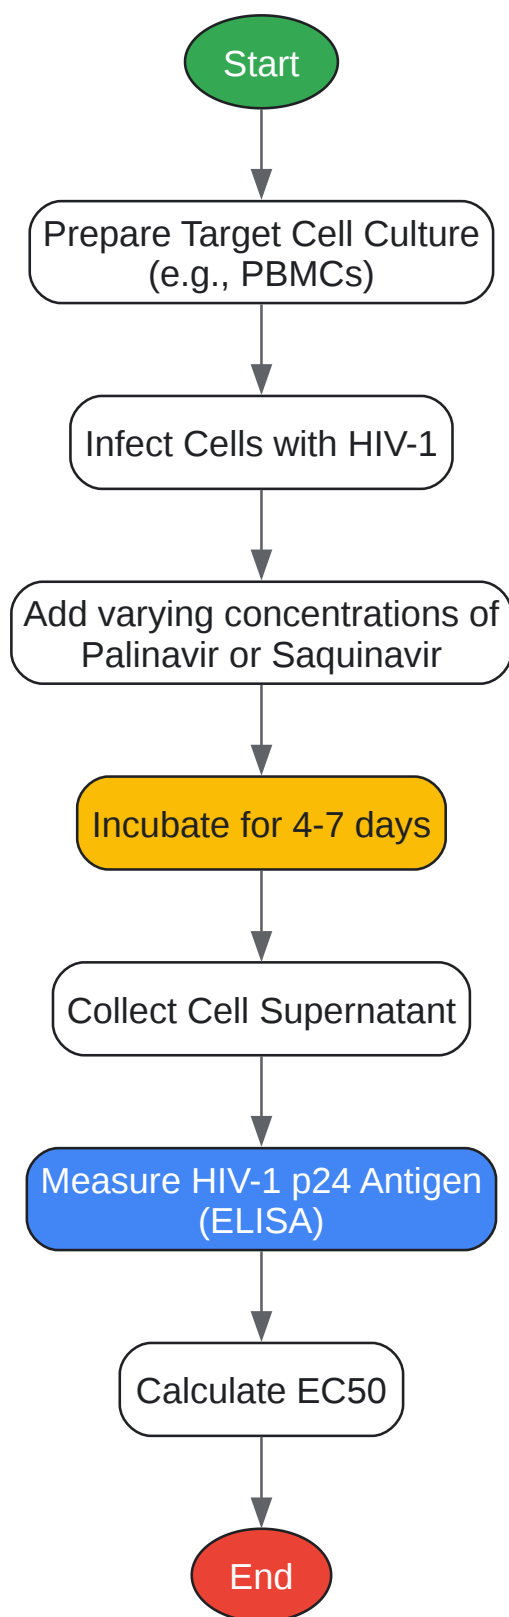 Start
Prepare Target Cell Culture
(e.g., PBMCs)
Infect Cells with HIV-1
Add varying concentrations of
Palinavir or Saquinavir
Incubate for 4-7 days
Collect Cell Supernatant
Measure HIV-1 p24 Antigen
(ELISA)
Calculate EC50
End